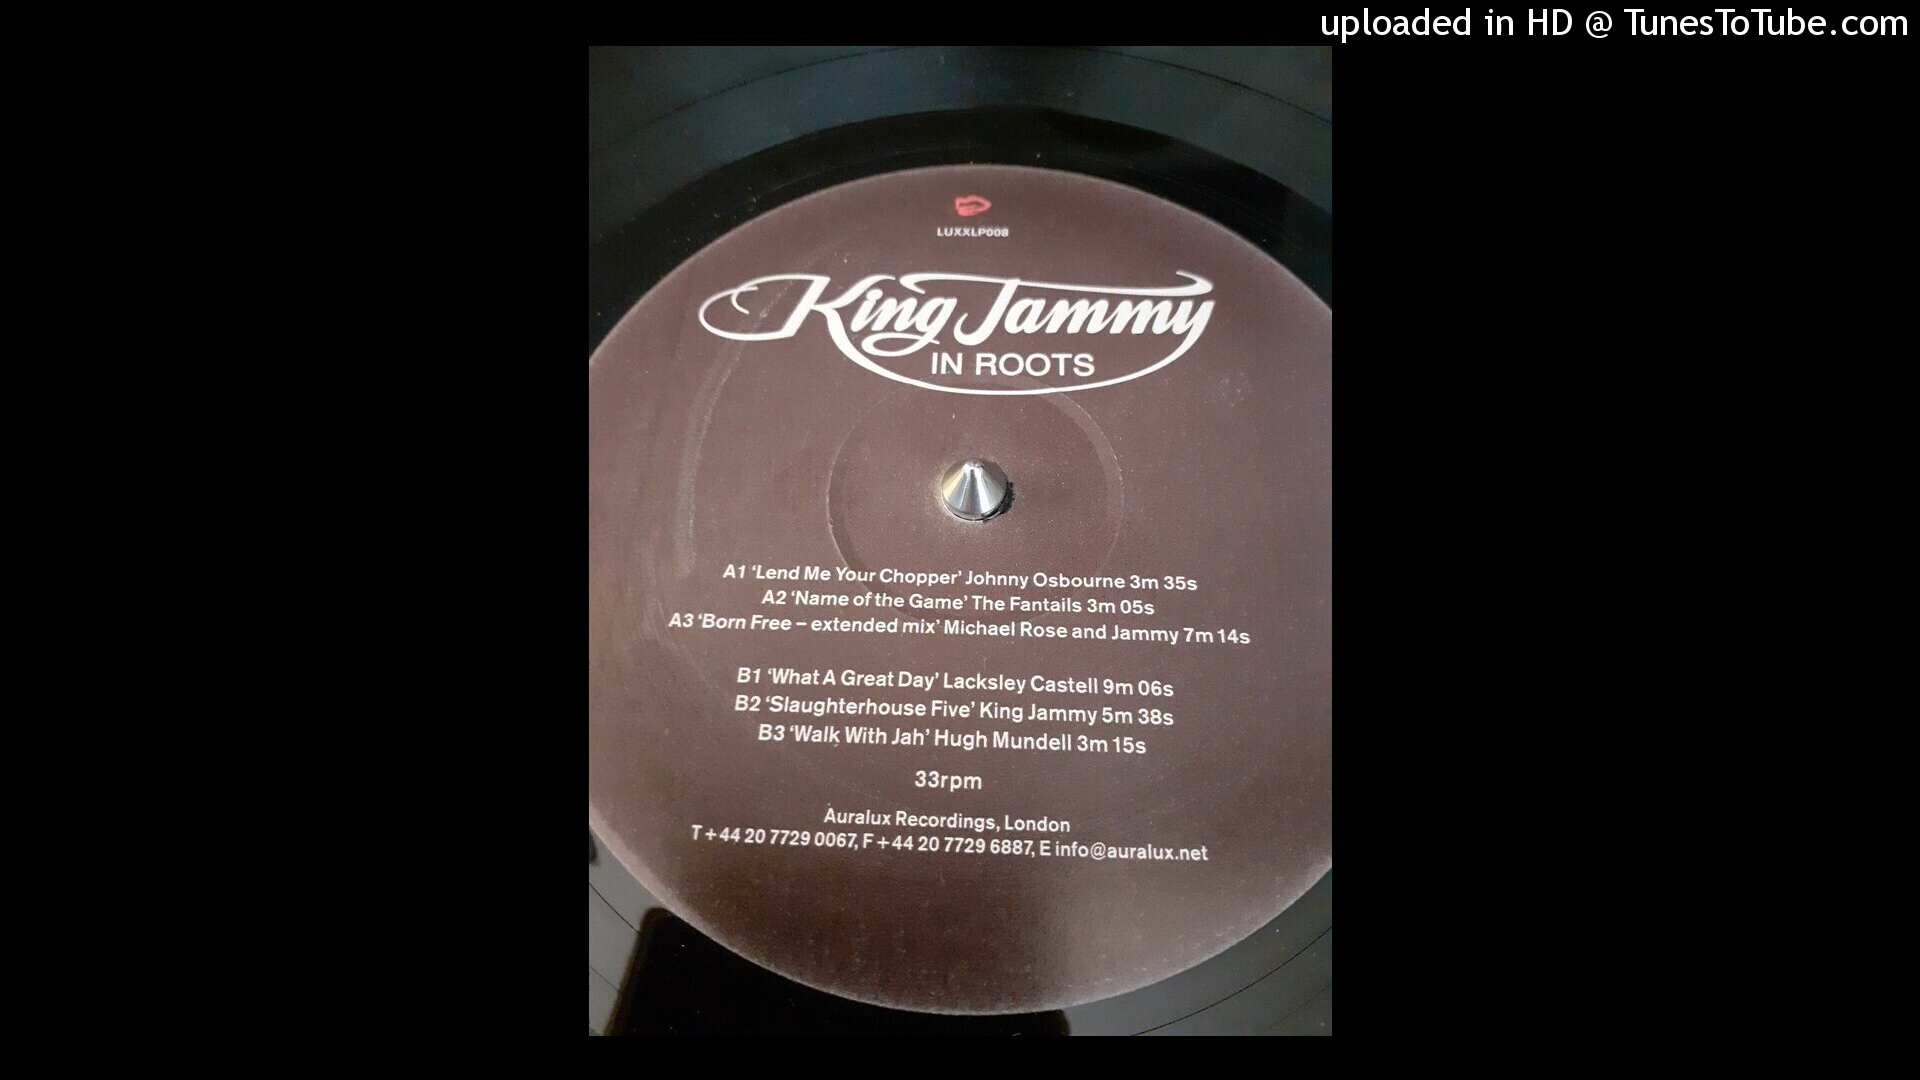 uploaded in HD @ TunesToTube.com
LUXXLP008
King Jammy
IN ROOTS
A1 ‘Lend Me Your Chopper’ Johnny Osbourne 3m 35s
A2 ‘Name of the Game’ The Fantails 3m 05s
A3 ‘Born Free – extended mix’ Michael Rose and Jammy 7m 14s
B1 ‘What A Great Day’ Lacksley Castell 9m 06s
B2 ‘Slaughterhouse Five’ King Jammy 5m 38s
B3 ‘Walk With Jah’ Hugh Mundell 3m 15s
33rpm
Auralux Recordings, London
T +44 20 7729 0067, F +44 20 7729 6887, E info@auralux.net